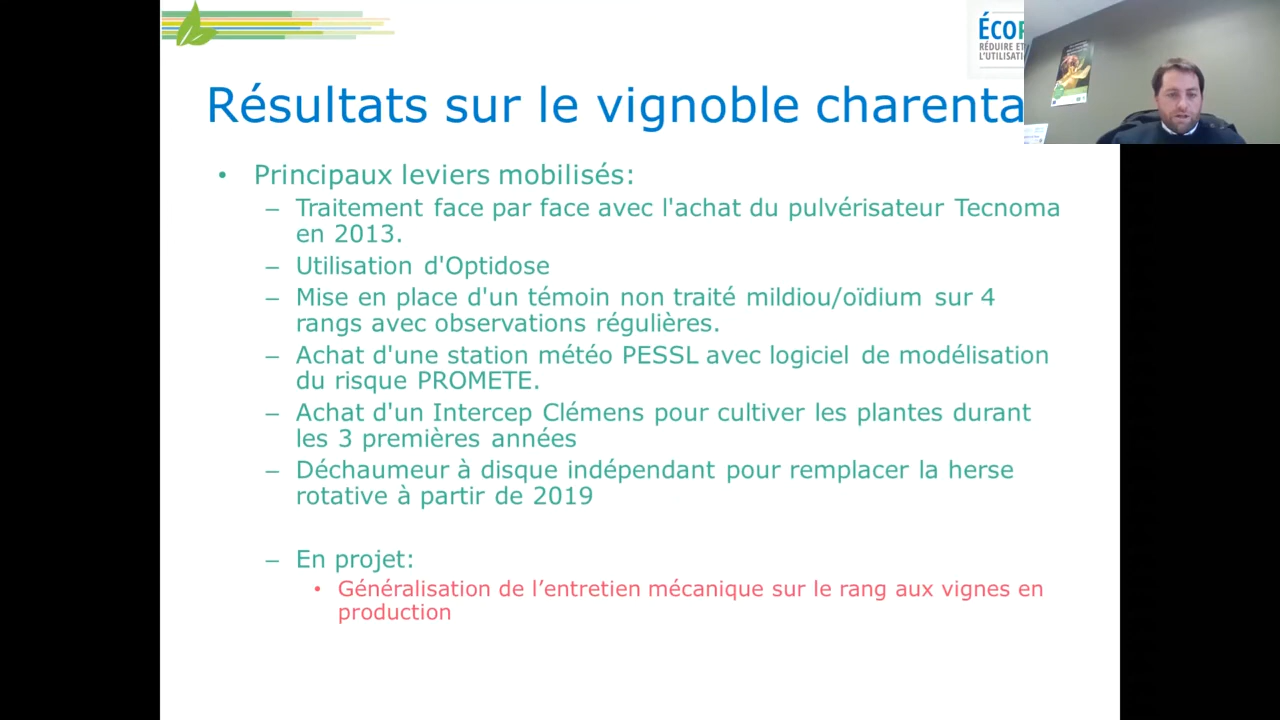 ÉCO
RÉDUIRE ET
L'UTILISATI
Résultats sur le vignoble charenta
• Principaux leviers mobilisés:
– Traitement face par face avec l'achat du pulvérisateur Tecnoma
en 2013.
– Utilisation d'Optidose
– Mise en place d'un témoin non traité mildiou/oïdium sur 4
rangs avec observations régulières.
– Achat d'une station météo PESSL avec logiciel de modélisation
du risque PROMETE.
– Achat d'un Intercep Clémens pour cultiver les plantes durant
les 3 premières années
– Déchaumeur à disque indépendant pour remplacer la herse
rotative à partir de 2019
– En projet:
• Généralisation de l’entretien mécanique sur le rang aux vignes en
production